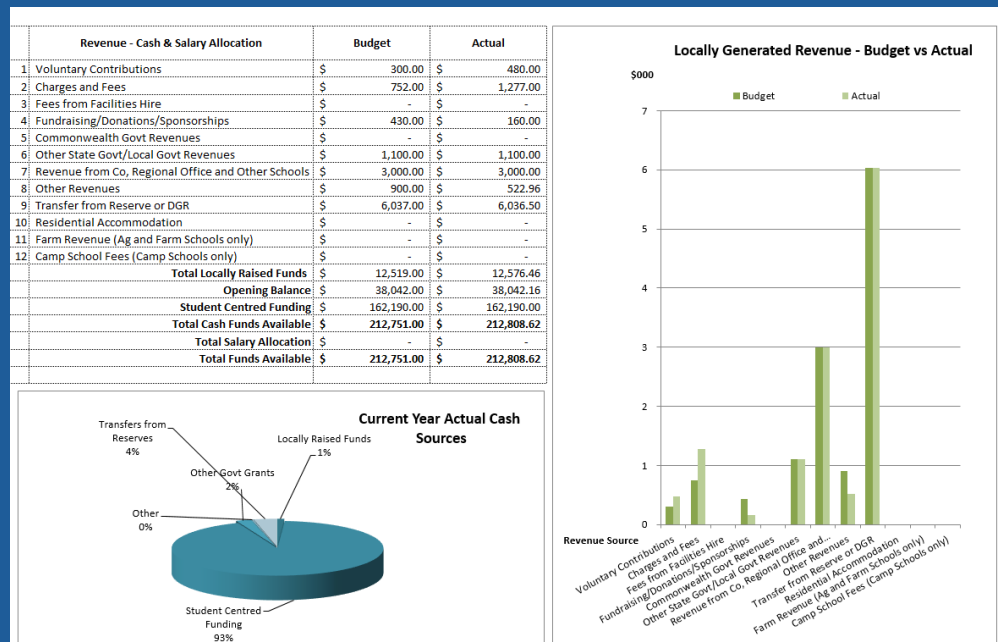 Revenue - Cash & Salary Allocation Budget Actual
1 Voluntary Contributions $ 300.00 $ 480.00
2 Charges and Fees $ 752.00 $ 1,277.00
3 Fees from Facilities Hire $ - $ -
4 Fundraising/Donations/Sponsorships $ 430.00 $ 160.00
5 Commonwealth Govt Revenues $ - $ -
6 Other State Govt/Local Govt Revenues $ 1,100.00 $ 1,100.00
7 Revenue from Co, Regional Office and Other Schools $ 3,000.00 $ 3,000.00
8 Other Revenues $ 900.00 $ 522.96
9 Transfer from Reserve or DGR $ 6,037.00 $ 6,036.50
10 Residential Accommodation $ - $ -
11 Farm Revenue (Ag and Farm Schools only) $ - $ -
12 Camp School Fees (Camp Schools only) $ - $ -
Total Locally Raised Funds $ 12,519.00 $ 12,576.46
Opening Balance $ 38,042.00 $ 38,042.16
Student Centred Funding $ 162,190.00 $ 162,190.00
Total Cash Funds Available $ 212,751.00 $ 212,808.62
Total Salary Allocation $ - $ -
Total Funds Available $ 212,751.00 $ 212,808.62
Current Year Actual Cash
Sources
Transfers from
Reserves
4%
Locally Raised Funds
1%
Other Govt Grants
2%
Other
0%
Student Centred
Funding
93%
Locally Generated Revenue - Budget vs Actual
$000
Budget Actual
7
6
5
4
3
2
1
0
Revenue Source
Voluntary Contributions
Charges and Fees
Fees from Facilities Hire
Fundraising/Donations/Sponsorships
Commonwealth Govt Revenues
Other State Govt/Local Govt Revenues
Revenue from Co, Regional Office and...
Other Revenues
Transfer from Reserve or DGR
Residential Accommodation
Farm Revenue (Ag and Farm Schools only)
Camp School Fees (Camp Schools only)